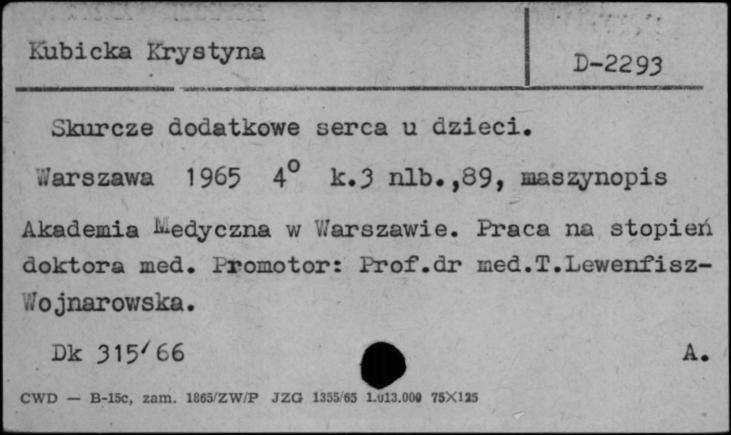 Kubicka Krystyna
D-2293
Skurcze dodatkowe serca u dzieci.
Warszawa 1965 4° k.3 nlb.,89, maszynopis
Akademia Medyczna w Warszawie. Praca na stopień
doktora med. Promotor: Prof.dr med.T.Lewenfisz-
Wojnarowska.
Dk 315/66
A.
CWD — B-15c, zam. 1865/ZW/P JZG 1355/65 1.013.000 75X125